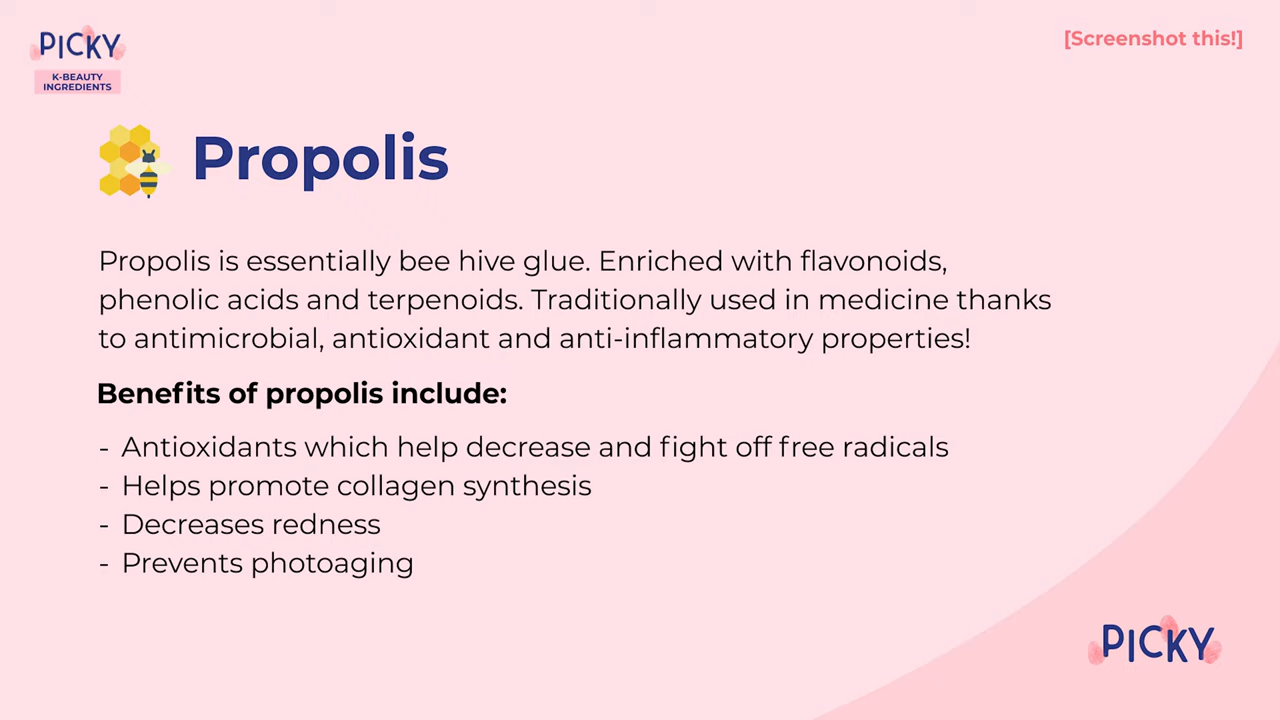 PICKY
K-BEAUTY
INGREDIENTS
[Screenshot this!]
Propolis
Propolis is essentially bee hive glue. Enriched with flavonoids,
phenolic acids and terpenoids. Traditionally used in medicine thanks
to antimicrobial, antioxidant and anti-inflammatory properties!
Benefits of propolis include:
- Antioxidants which help decrease and fight off free radicals
- Helps promote collagen synthesis
- Decreases redness
- Prevents photoaging
PICKY